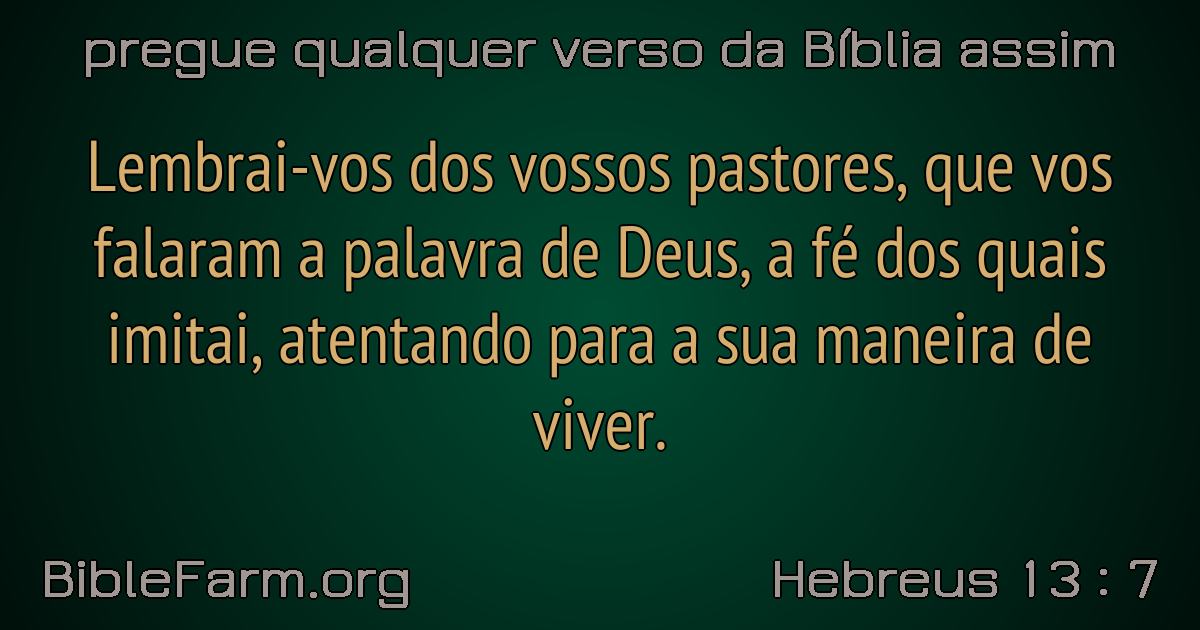 pregue qualquer verso da Bíblia assim
Lembrai-vos dos vossos pastores, que vos
falaram a palavra de Deus, a fé dos quais
imitai, atentando para a sua maneira de
viver.
BibleFarm.org
Hebreus 13 : 7